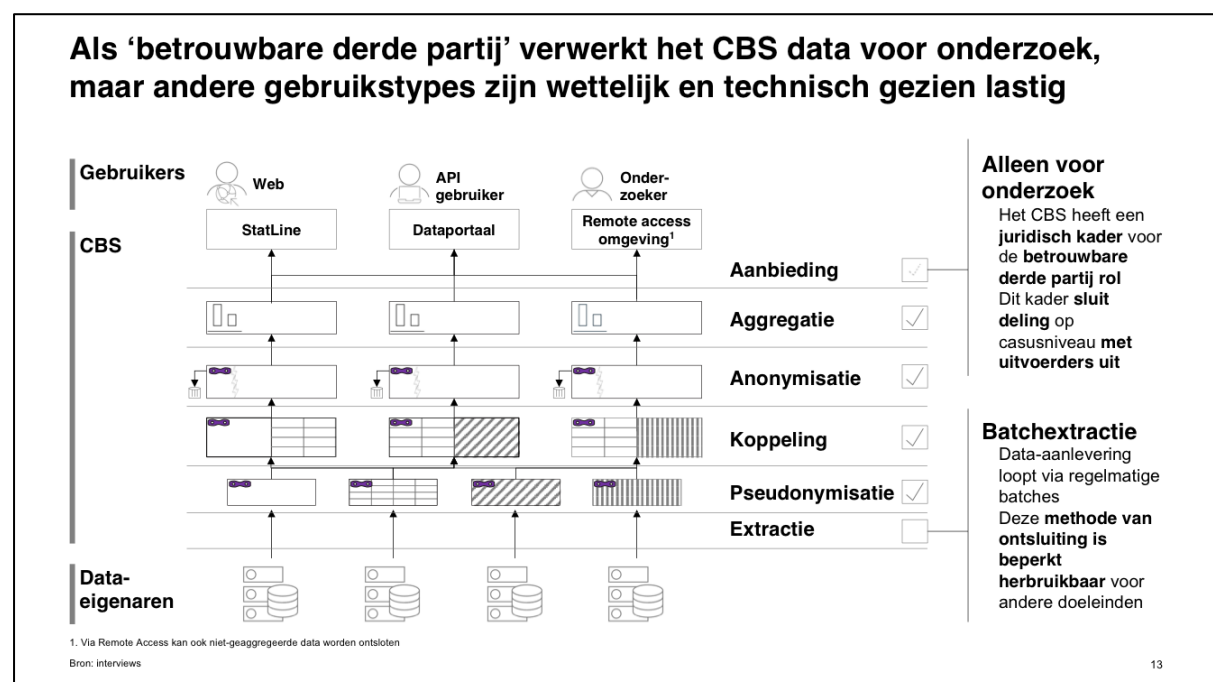 Als ‘betrouwbare derde partij’ verwerkt het CBS data voor onderzoek,
maar andere gebruikstypes zijn wettelijk en technisch gezien lastig
Gebruikers
Web
API
gebruiker
Onder-
zoeker
CBS
StatLine
Dataportaal
Remote access
omgeving¹
Aanbieding
Aggregatie
Anonymisatie
Koppeling
Pseudonymisatie
Extractie
Data-
eigenaren
Alleen voor
onderzoek
Het CBS heeft een
juridisch kader voor
de betrouwbare
derde partij rol
Dit kader sluit
deling op
casusniveau met
uitvoerders uit
Batchextractie
Data-aanlevering
loopt via regelmatige
batches
Deze methode van
ontsluiting is
beperkt
herbruikbaar voor
andere doeleinden
1. Via Remote Access kan ook niet-geaggregeerde data worden ontsloten
Bron: interviews
13